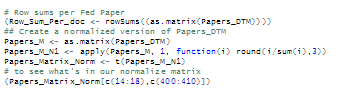 # Row sums per Fed Paper
(Row_Sum_Per_doc <- rowSums((as.matrix(Papers_DTM))))
## Create a normalized version of Papers_DTM
Papers_M <- as.matrix(Papers_DTM)
Papers_M_N1 <- apply(Papers_M, 1, function(i) round(i/sum(i),3))
Papers_Matrix_Norm <- t(Papers_M_N1)
# to see what's in our normalize matrix
(Papers_Matrix_Norm[c(14:18),c(400:410)])